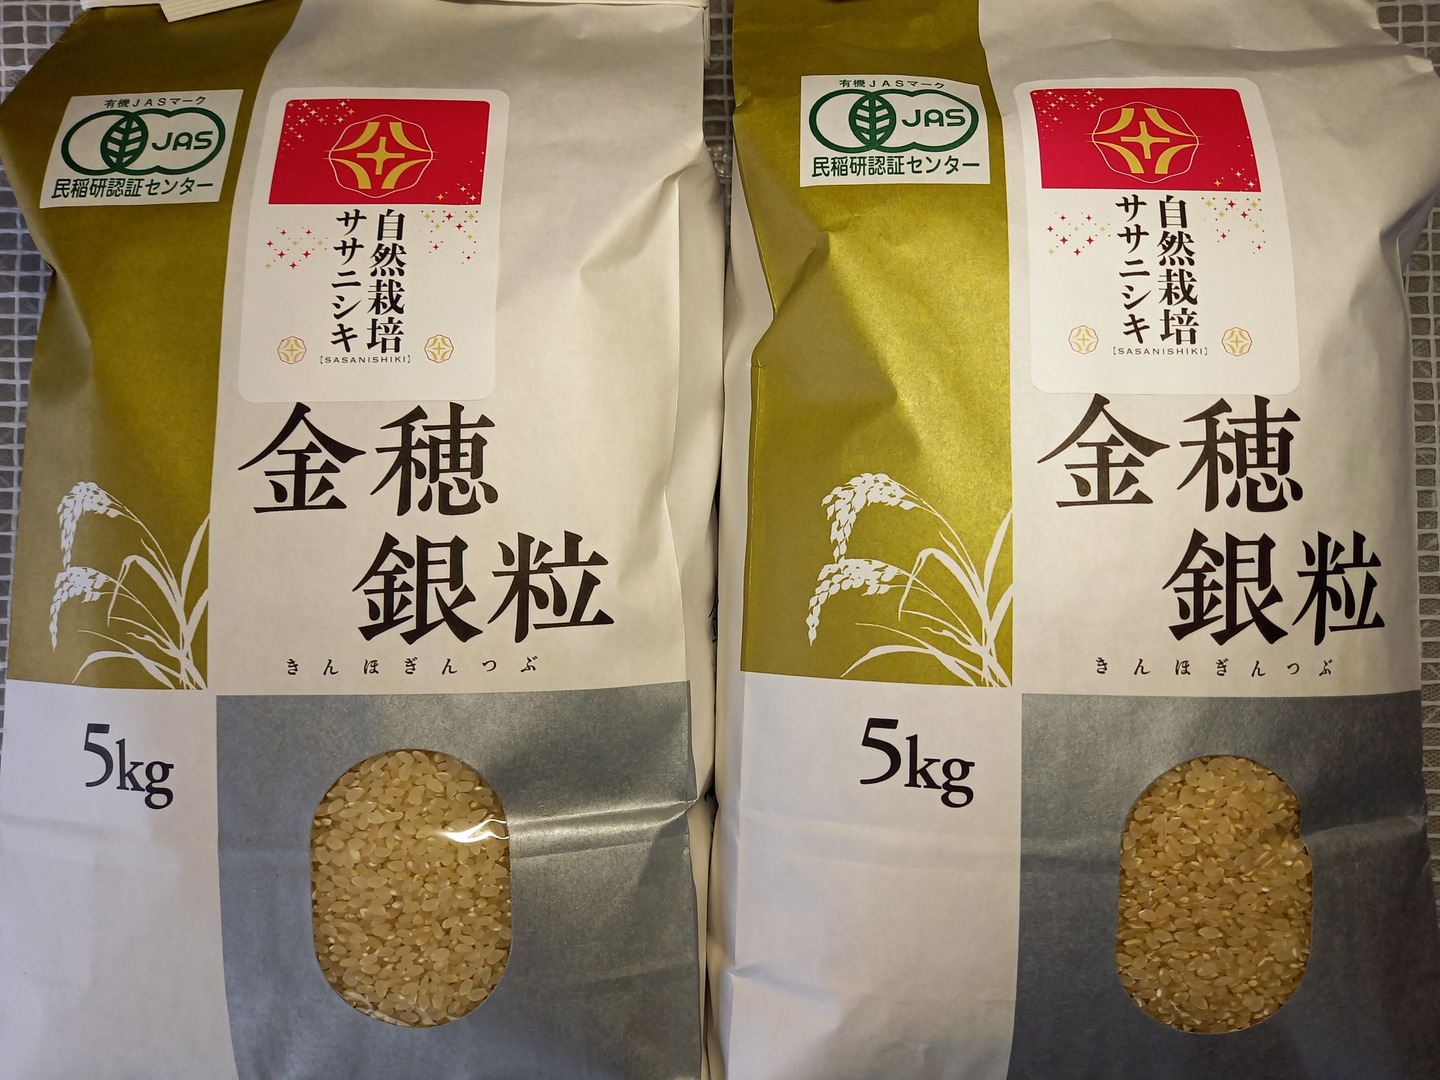 有機JASマーク
JAS
民稲研認証センター
自然栽培
ササニシキ
[SASANISHIKI]
金穂
銀粒
きんほぎんつぶ
5kg
有機JASマーク
JAS
民稲研認証センター
自然栽培
ササニシキ
[SASANISHIKI]
金穂
銀粒
きんほぎんつぶ
5kg